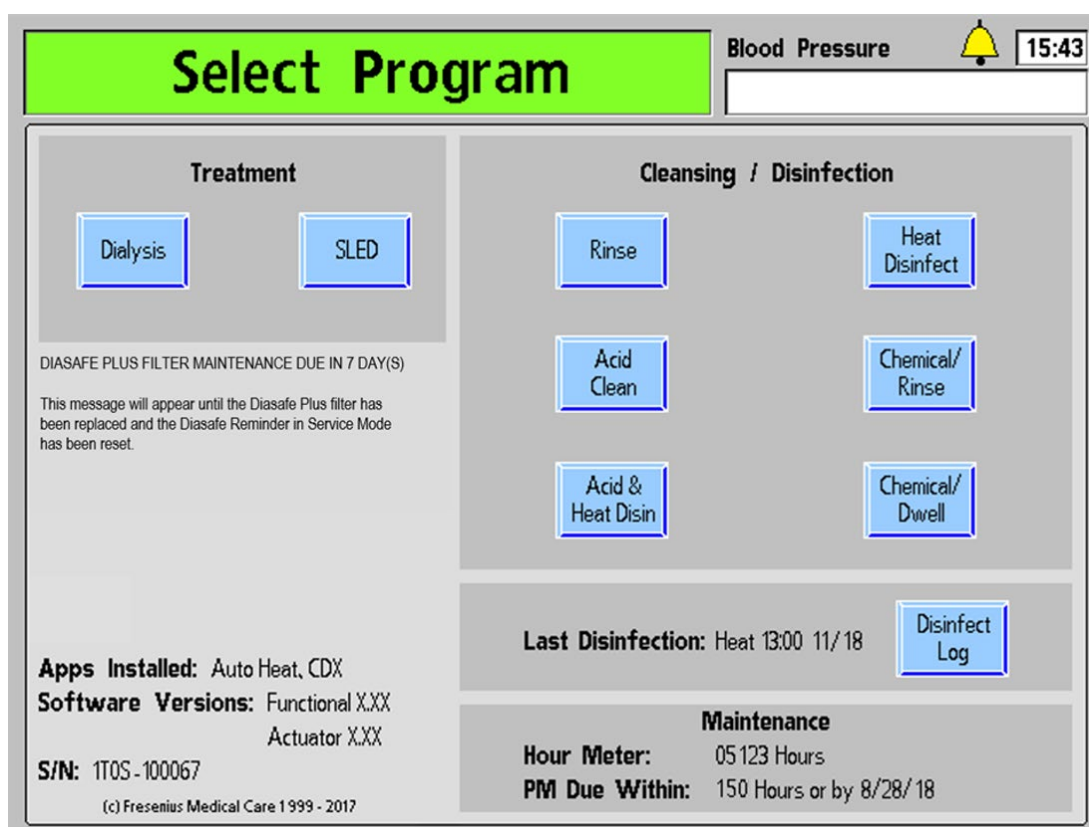 Select Program
Blood Pressure
15:43
Treatment
Dialysis
SLED
DIASAFE PLUS FILTER MAINTENANCE DUE IN 7 DAY(S)
This message will appear until the Diasafe Plus filter has
been replaced and the Diasafe Reminder in Service Mode
has been reset.
Apps Installed: Auto Heat, CDX
Software Versions: Functional X.XX
Actuator X.XX
S/N: 1T0S-100067
(c) Fresenius Medical Care 1999 - 2017
Cleansing / Disinfection
Rinse
Heat
Disinfect
Acid
Clean
Chemical/
Rinse
Acid &
Heat Disin
Chemical/
Dwell
Last Disinfection: Heat 13:00 11/18
Disinfect
Log
Maintenance
Hour Meter: 05123 Hours
PM Due Within: 150 Hours or by 8/28/18